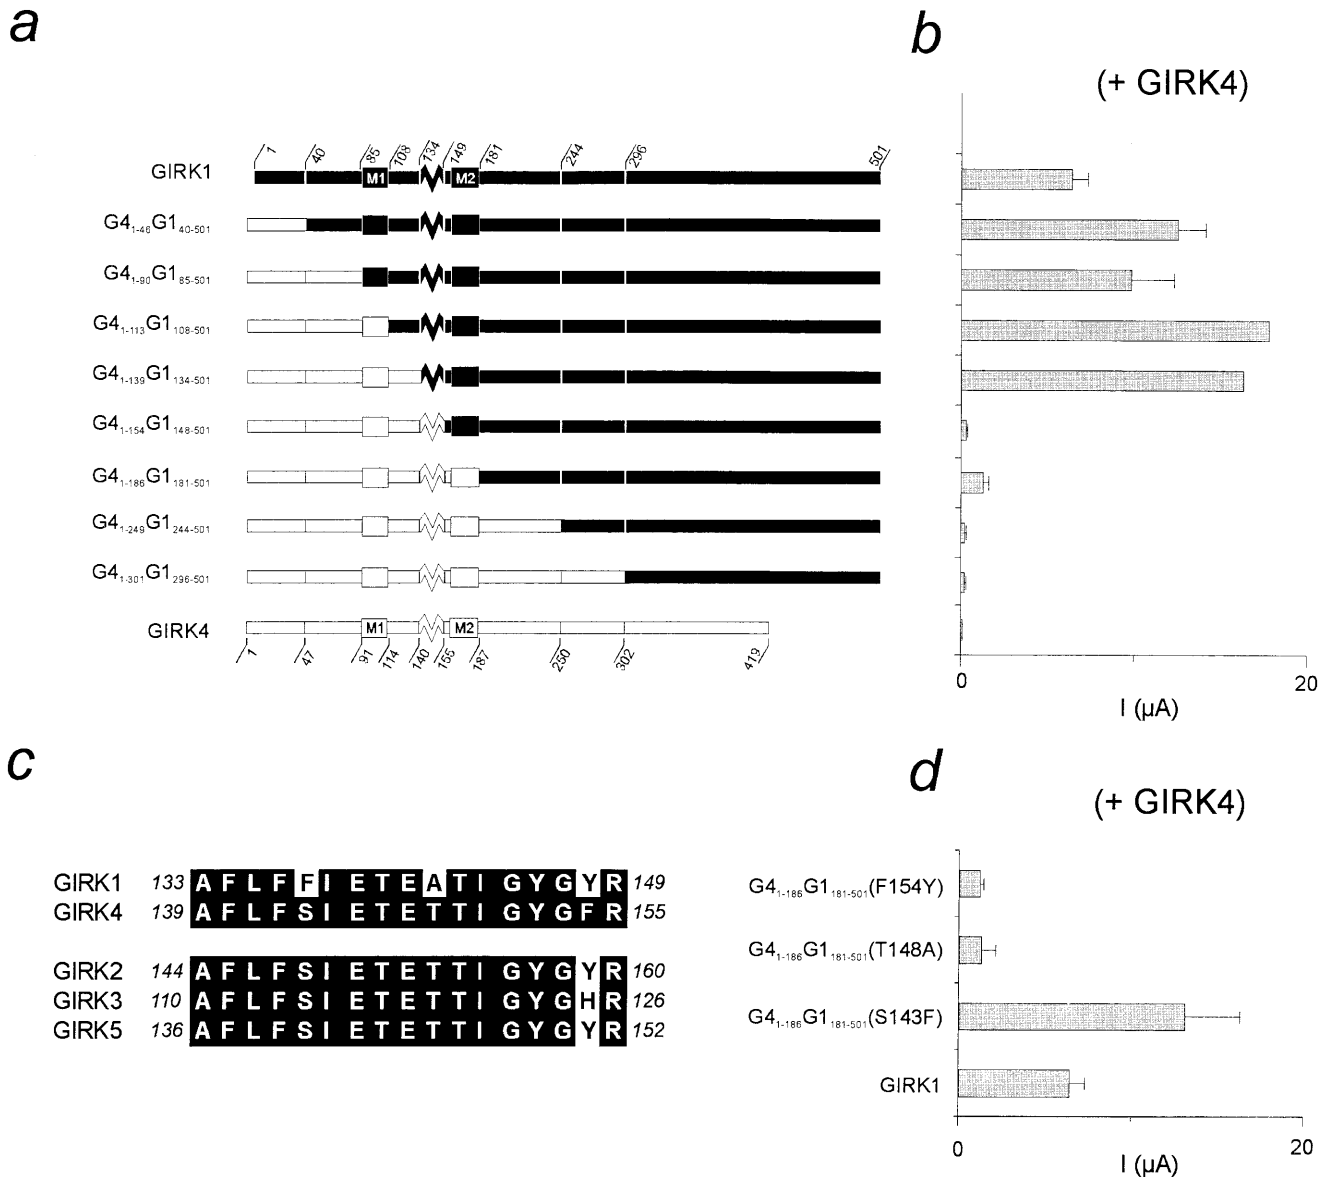 a
b
(+ GIRK4)
1 40 85 108 134 149 181 244 296 501
GIRK1 M1 M2
G4₁₋₄₆G1₄₀₋₅₀₁
G4₁₋₉₀G1₈₅₋₅₀₁
G4₁₋₁₁₃G1₁₀₈₋₅₀₁
G4₁₋₁₃₉G1₁₃₄₋₅₀₁
G4₁₋₁₅₄G1₁₄₈₋₅₀₁
G4₁₋₁₈₆G1₁₈₁₋₅₀₁
G4₁₋₂₄₉G1₂₄₄₋₅₀₁
G4₁₋₃₀₁G1₂₉₆₋₅₀₁
GIRK4 M1 M2
1 47 91 114 140 155 187 250 302 419
0 20
I (µA)
c
d
(+ GIRK4)
GIRK1 133 A F L F F I E T E A T I G Y G Y R 149
GIRK4 139 A F L F S I E T E T T I G Y G F R 155
GIRK2 144 A F L F S I E T E T T I G Y G Y R 160
GIRK3 110 A F L F S I E T E T T I G Y G H R 126
GIRK5 136 A F L F S I E T E T T I G Y G Y R 152
G4₁₋₁₈₆G1₁₈₁₋₅₀₁(F154Y)
G4₁₋₁₈₆G1₁₈₁₋₅₀₁(T148A)
G4₁₋₁₈₆G1₁₈₁₋₅₀₁(S143F)
GIRK1
0 20
I (µA)